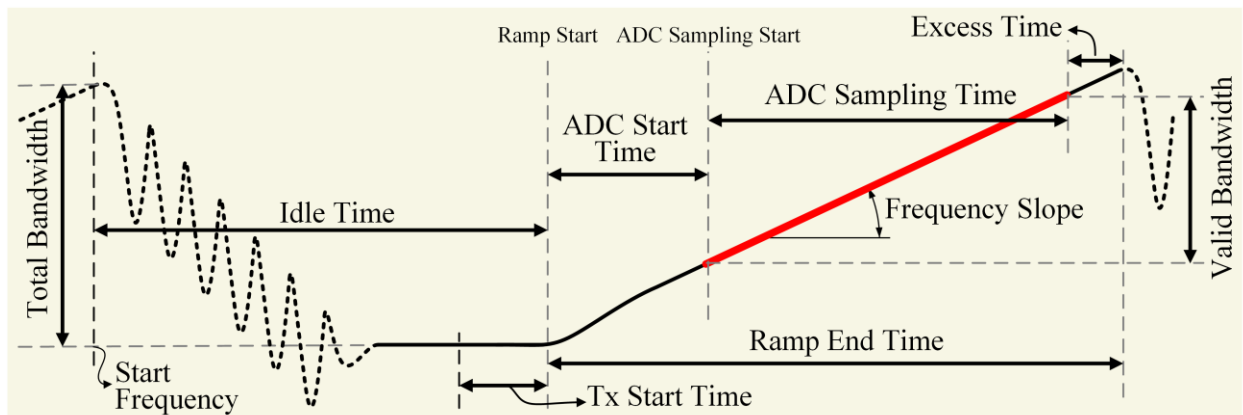 Ramp Start
ADC Sampling Start
Excess Time
ADC Sampling Time
ADC Start
Time
Total Bandwidth
Idle Time
Frequency Slope
Valid Bandwidth
Ramp End Time
Start
Frequency
Tx Start Time